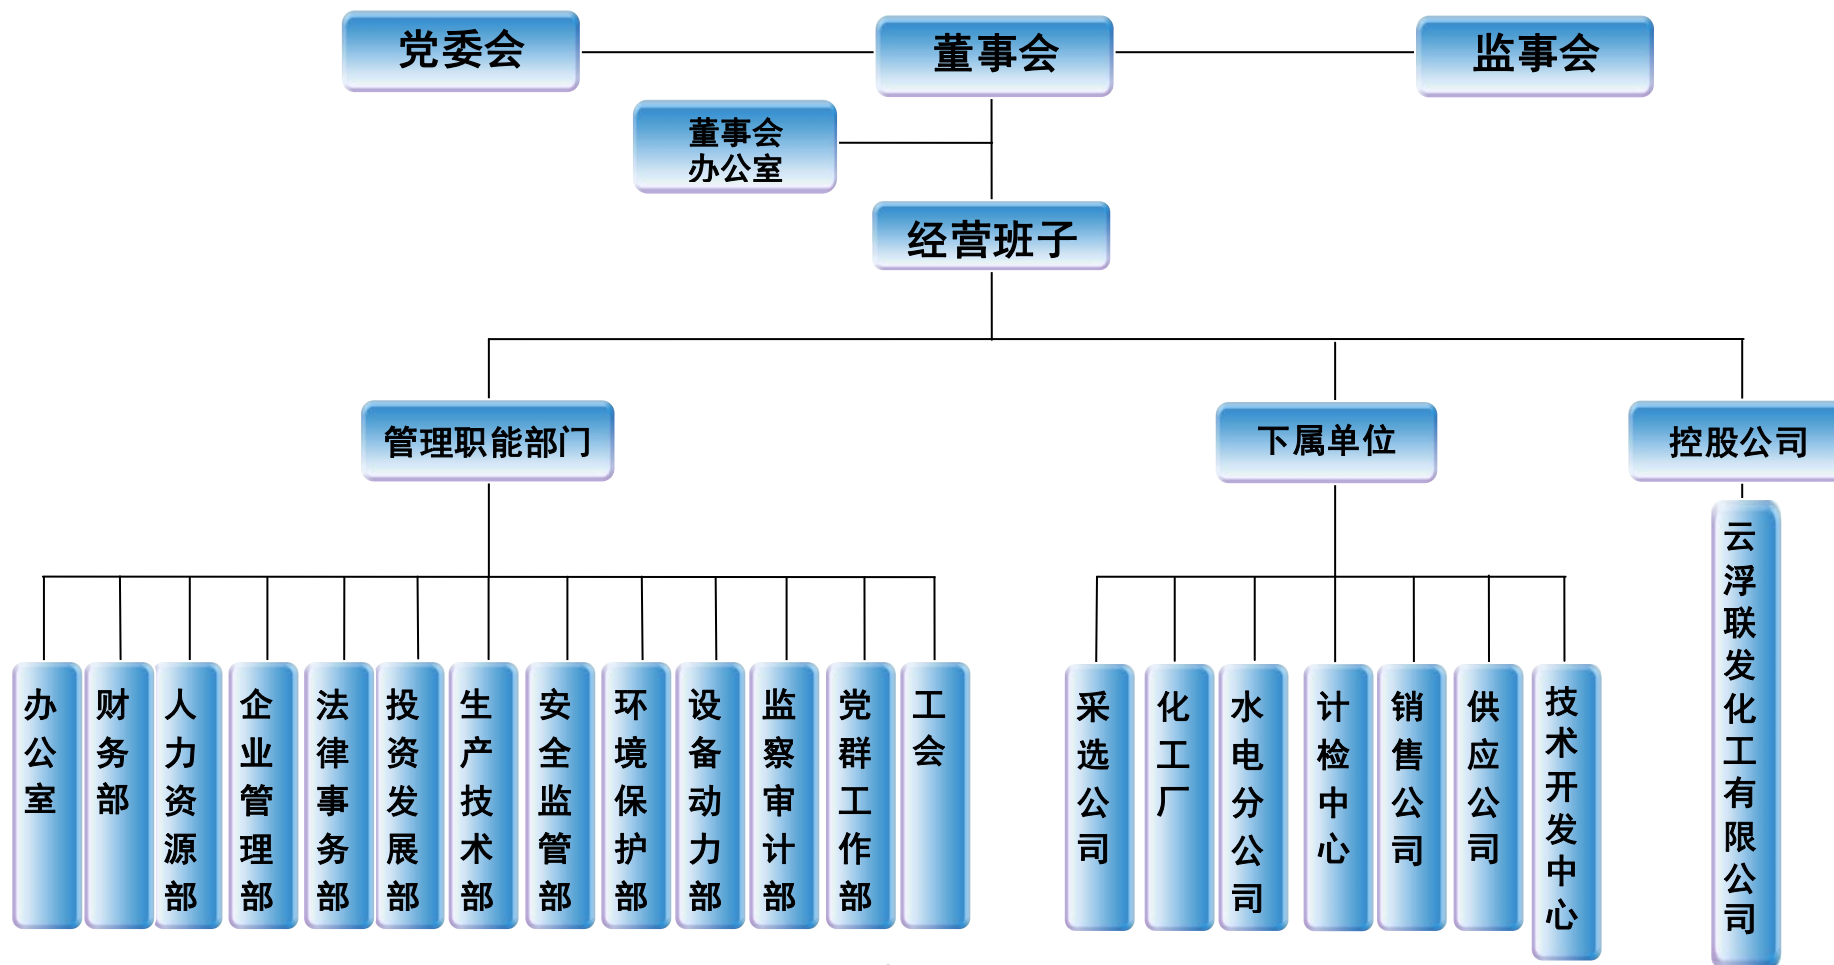 党委会
董事会
监事会
董事会
办公室
经营班子
管理职能部门
下属单位
控股公司
办公室
财务部
人力资源部
企业管理部
法律事务部
投资发展部
生产技术部
安全监管部
环境保护部
设备动力部
监察审计部
党群工作部
工会
采选公司
化工厂
水电分公司
计检中心
销售公司
供应公司
技术开发中心
云浮联发化工有限公司